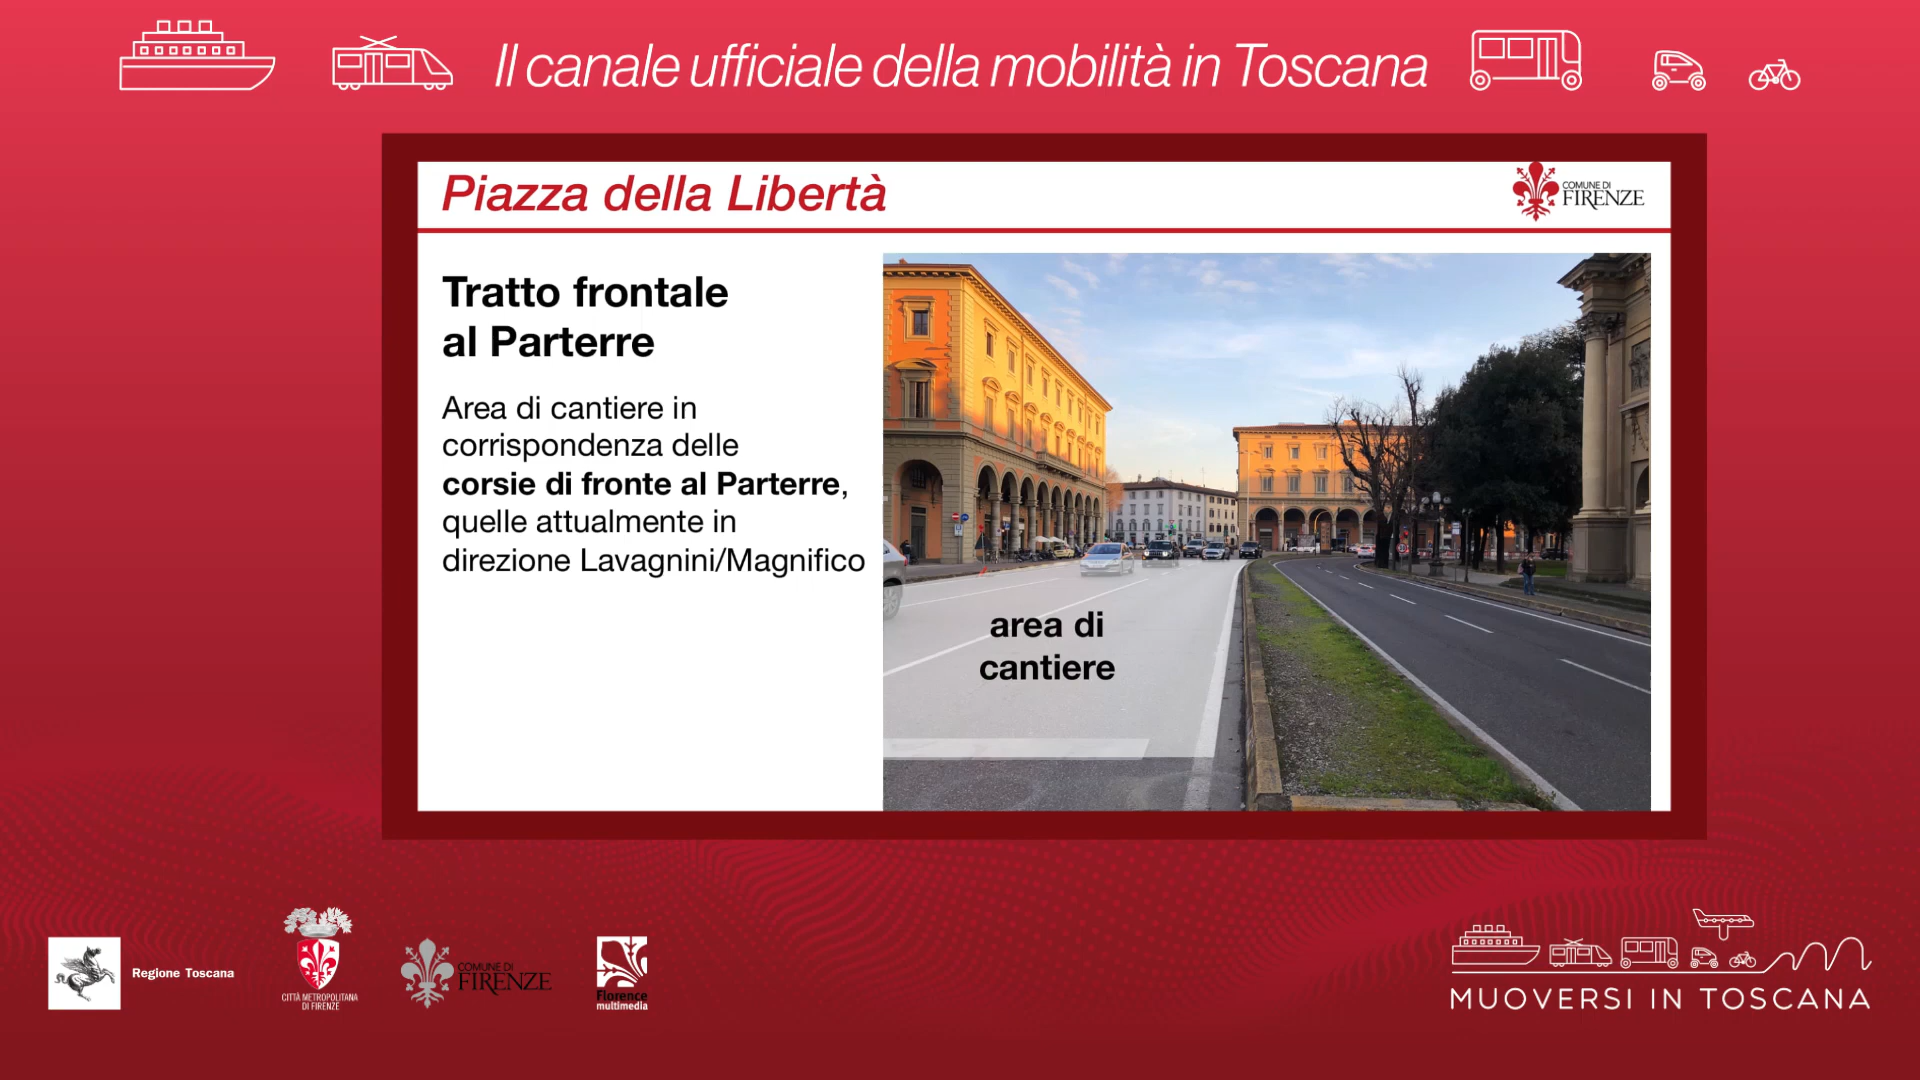 Il canale ufficiale della mobilità in Toscana
Piazza della Libertà
COMUNE DI
FIRENZE
Tratto frontale
al Parterre
Area di cantiere in
corrispondenza delle
corsie di fronte al Parterre,
quelle attualmente in
direzione Lavagnini/Magnifico
area di
cantiere
Regione Toscana
CITTÀ METROPOLITANA
DI FIRENZE
COMUNE DI
FIRENZE
Florence
multimedia
MUOVERSI IN TOSCANA